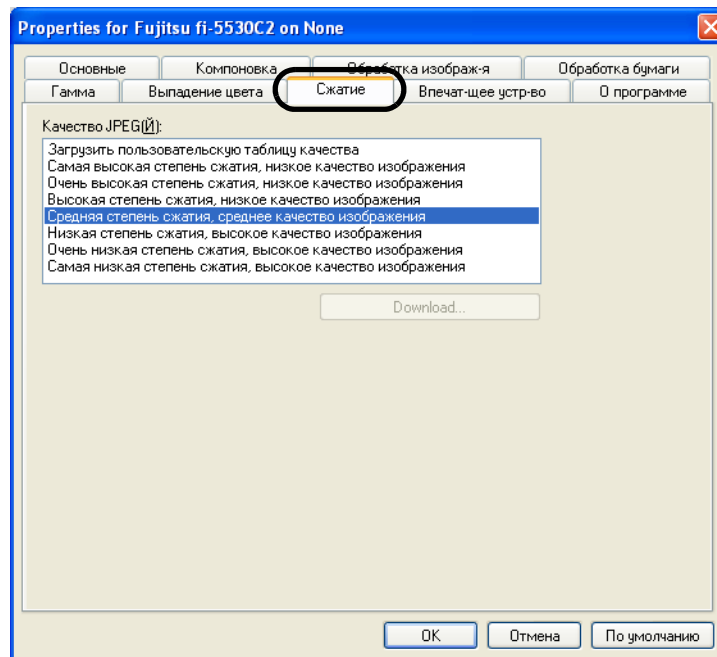 Properties for Fujitsu fi-5530C2 on None
Основные Компоновка Обработка изображ-я Обработка бумаги
Гамма Выпадение цвета Сжатие Впечат-щее устр-во О программе
Качество JPEG(Й):
Загрузить пользовательскую таблицу качества
Самая высокая степень сжатия, низкое качество изображения
Очень высокая степень сжатия, низкое качество изображения
Высокая степень сжатия, низкое качество изображения
Средняя степень сжатия, среднее качество изображения
Низкая степень сжатия, высокое качество изображения
Очень низкая степень сжатия, высокое качество изображения
Самая низкая степень сжатия, высокое качество изображения
Download...
OK Отмена По умолчанию